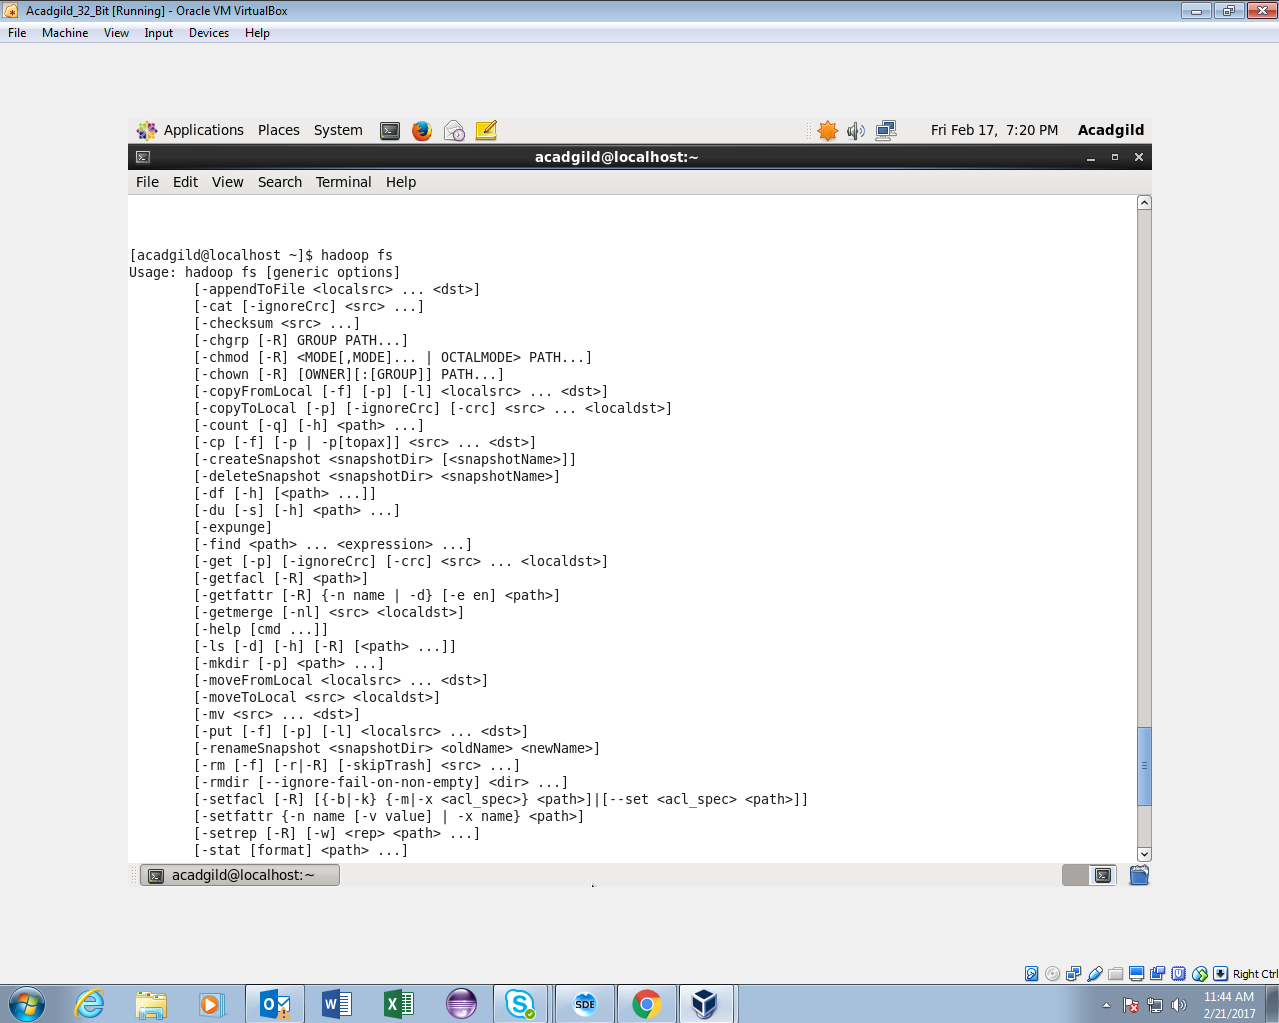 Acadgild_32_Bit [Running] - Oracle VM VirtualBox
File Machine View Input Devices Help
Applications Places System Fri Feb 17, 7:20 PM Acadgild
acadgild@localhost:~
File Edit View Search Terminal Help
[acadgild@localhost ~]$ hadoop fs
Usage: hadoop fs [generic options]
[-appendToFile <localsrc> ... <dst>]
[-cat [-ignoreCrc] <src> ...]
[-checksum <src> ...]
[-chgrp [-R] GROUP PATH...]
[-chmod [-R] <MODE[,MODE]... | OCTALMODE> PATH...]
[-chown [-R] [OWNER][:[GROUP]] PATH...]
[-copyFromLocal [-f] [-p] [-l] <localsrc> ... <dst>]
[-copyToLocal [-p] [-ignoreCrc] [-crc] <src> ... <localdst>]
[-count [-q] [-h] <path> ...]
[-cp [-f] [-p | -p[topax]] <src> ... <dst>]
[-createSnapshot <snapshotDir> [<snapshotName>]]
[-deleteSnapshot <snapshotDir> <snapshotName>]
[-df [-h] [<path> ...]]
[-du [-s] [-h] <path> ...]
[-expunge]
[-find <path> ... <expression> ...]
[-get [-p] [-ignoreCrc] [-crc] <src> ... <localdst>]
[-getfacl [-R] <path>]
[-getfattr [-R] {-n name | -d} [-e en] <path>]
[-getmerge [-nl] <src> <localdst>]
[-help [cmd ...]]
[-ls [-d] [-h] [-R] [<path> ...]]
[-mkdir [-p] <path> ...]
[-moveFromLocal <localsrc> ... <dst>]
[-moveToLocal <src> <localdst>]
[-mv <src> ... <dst>]
[-put [-f] [-p] [-l] <localsrc> ... <dst>]
[-renameSnapshot <snapshotDir> <oldName> <newName>]
[-rm [-f] [-r|-R] [-skipTrash] <src> ...]
[-rmdir [--ignore-fail-on-non-empty] <dir> ...]
[-setfacl [-R] [{-b|-k} {-m|-x <acl_spec>} <path>]|[--set <acl_spec> <path>]]
[-setfattr {-n name [-v value] | -x name} <path>]
[-setrep [-R] [-w] <rep> <path> ...]
[-stat [format] <path> ...]
acadgild@localhost:~
Right Ctrl
SDE
11:44 AM
2/21/2017